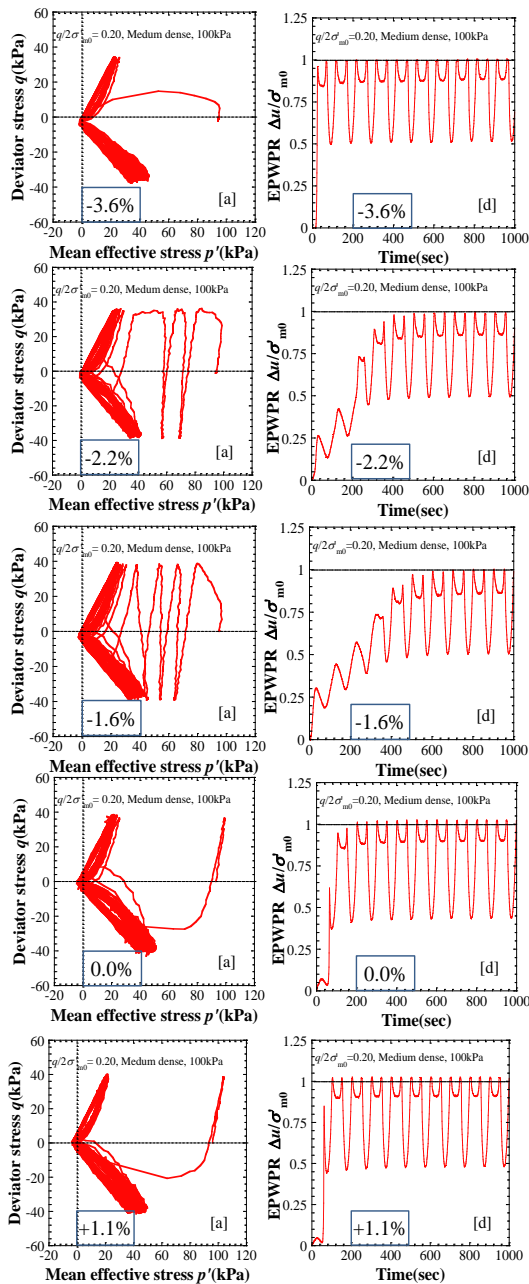 q/2σ'm0= 0.20, Medum dense, 100kPa
Deviator stress q(kPa)
60
40
20
0
-20
-40
-60
-3.6%
[a]
-20 0 20 40 60 80 100 120
Mean effective stress p'(kPa)
q/2σ'm0=0.20, Medium dense, 100kPa
EPWPR Δu/σ'm0
1.25
1
0.75
0.5
0.25
0
-3.6%
[d]
0 200 400 600 800 1000
Time(sec)
q/2σ'm0= 0.20, Medium dense, 100kPa
Deviator stress q(kPa)
60
40
20
0
-20
-40
-60
-2.2%
[a]
-20 0 20 40 60 80 100 120
Mean effective stress p'(kPa)
q/2σ'm0=0.20, Medium dense, 100kPa
EPWPR Δu/σ'm0
1.25
1
0.75
0.5
0.25
0
-2.2%
[d]
0 200 400 600 800 1000
Time(sec)
q/2σ'm0= 0.20, Medum dense, 100kPa
Deviator stress q(kPa)
60
40
20
0
-20
-40
-60
-1.6%
[a]
-20 0 20 40 60 80 100 120
Mean effective stress p'(kPa)
q/2σ'm0=0.20, Medium dense, 100kPa
EPWPR Δu/σ'm0
1.25
1
0.75
0.5
0.25
0
-1.6%
[d]
0 200 400 600 800 1000
Time(sec)
q/2σ'm0= 0.20, Medum dense, 100kPa
Deviator stress q(kPa)
60
40
20
0
-20
-40
-60
0.0%
[a]
-20 0 20 40 60 80 100 120
Mean effective stress p'(kPa)
q/2σ'm0=0.20, Medium dense, 100kPa
EPWPR Δu/σ'm0
1.25
1
0.75
0.5
0.25
0
0.0%
[d]
0 200 400 600 800 1000
Time(sec)
q/2σ'm0= 0.20, Medum dense, 100kPa
Deviator stress q(kPa)
60
40
20
0
-20
-40
-60
+1.1%
[a]
-20 0 20 40 60 80 100 120
Mean effective stress p'(kPa)
q/2σ'm0=0.20, Medium dense, 100kPa
EPWPR Δu/σ'm0
1.25
1
0.75
0.5
0.25
0
+1.1%
[d]
0 200 400 600 800 1000
Time(sec)